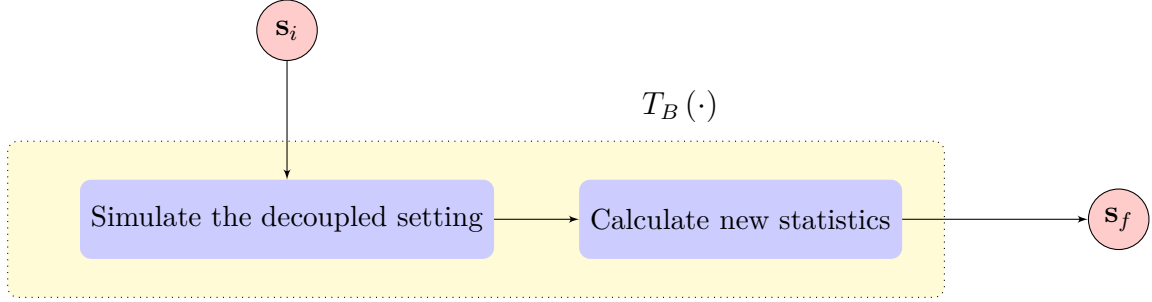 s_i
T_B (·)
Simulate the decoupled setting
Calculate new statistics
s_f